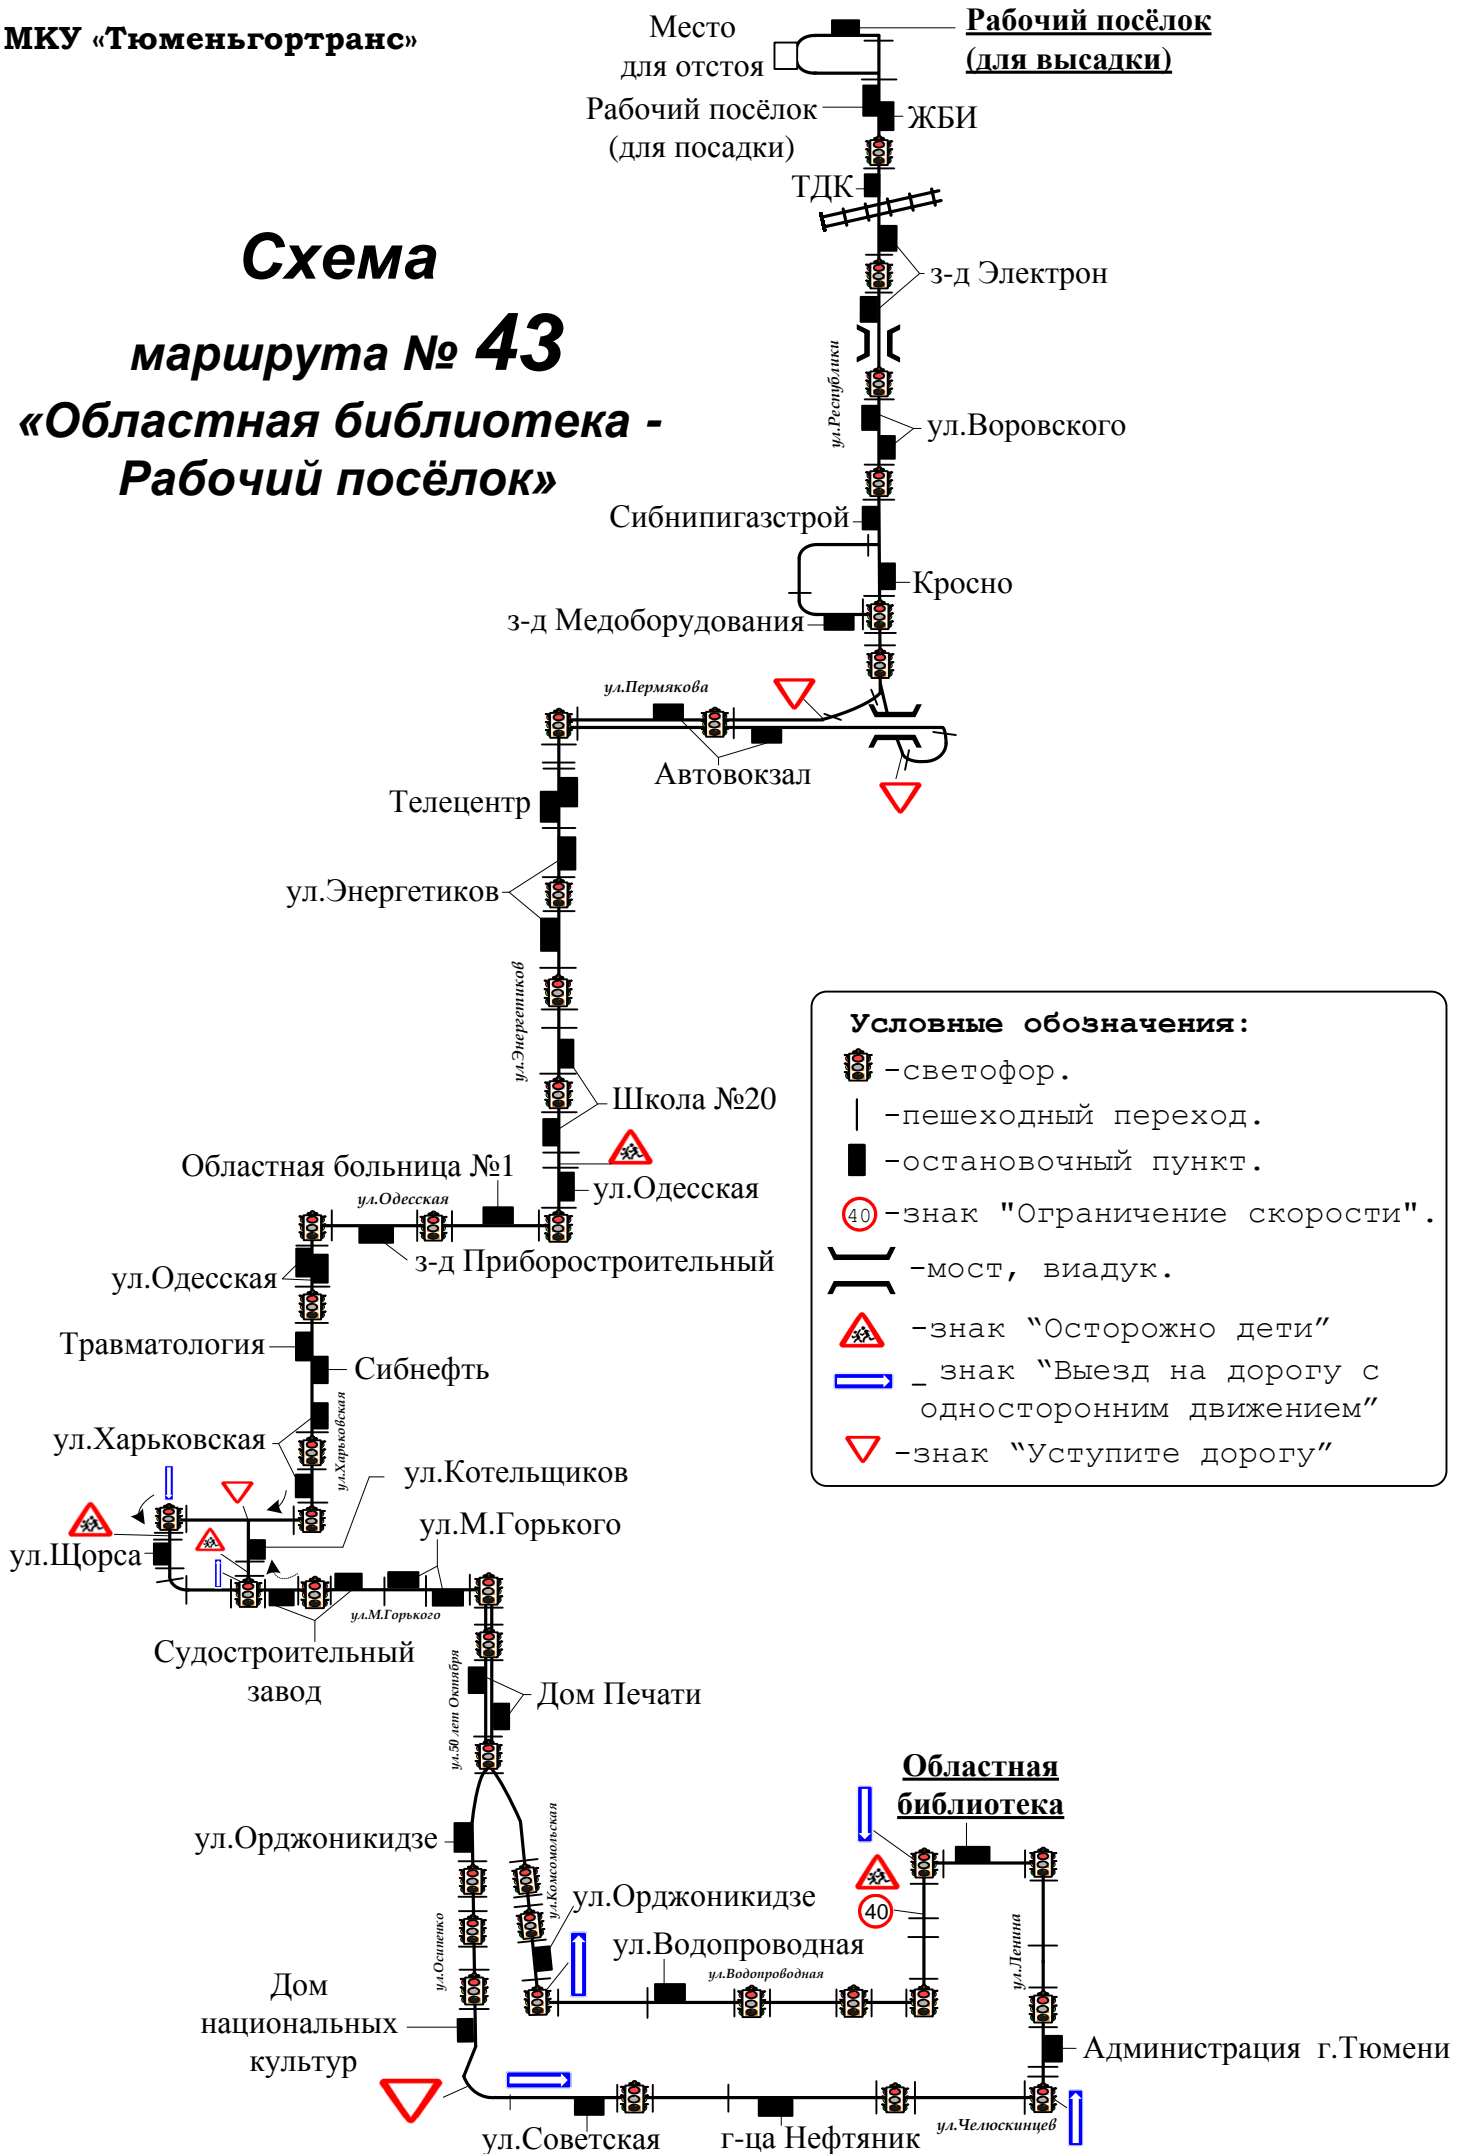 МКУ «Тюменьгортранс»
Место
для отстоя
Рабочий посёлок
(для высадки)
Рабочий посёлок
(для посадки)
ЖБИ
ТДК
Схема
маршрута № 43
«Областная библиотека -
Рабочий посёлок»
з-д Электрон
ул.Республики
ул.Воровского
Сибнипигазстрой
Кросно
з-д Медоборудования
ул.Пермякова
Автовокзал
Телецентр
ул.Энергетиков
ул.Энергетиков
Школа №20
Областная больница №1
ул.Одесская
ул.Одесская
з-д Приборостроительный
ул.Одесская
Травматология
Сибнефть
ул.Харьковская
ул.Харьковская
ул.Котельщиков
ул.М.Горького
ул.Щорса
ул.М.Горького
Судостроительный
завод
ул.50 лет Октября
Дом Печати
Условные обозначения:
-светофор.
-пешеходный переход.
-остановочный пункт.
40 -знак "Ограничение скорости".
-мост, виадук.
-знак “Осторожно дети”
- знак “Выезд на дорогу с
односторонним движением”
-знак “Уступите дорогу”
Областная
библиотека
ул.Орджоникидзе
ул.Комсомольская
ул.Орджоникидзе
40
ул.Водопроводная
ул.Водопроводная
ул.Осипенко
ул.Ленина
Дом
национальных
культур
Администрация г.Тюмени
ул.Советская
г-ца Нефтяник
ул.Челюскинцев